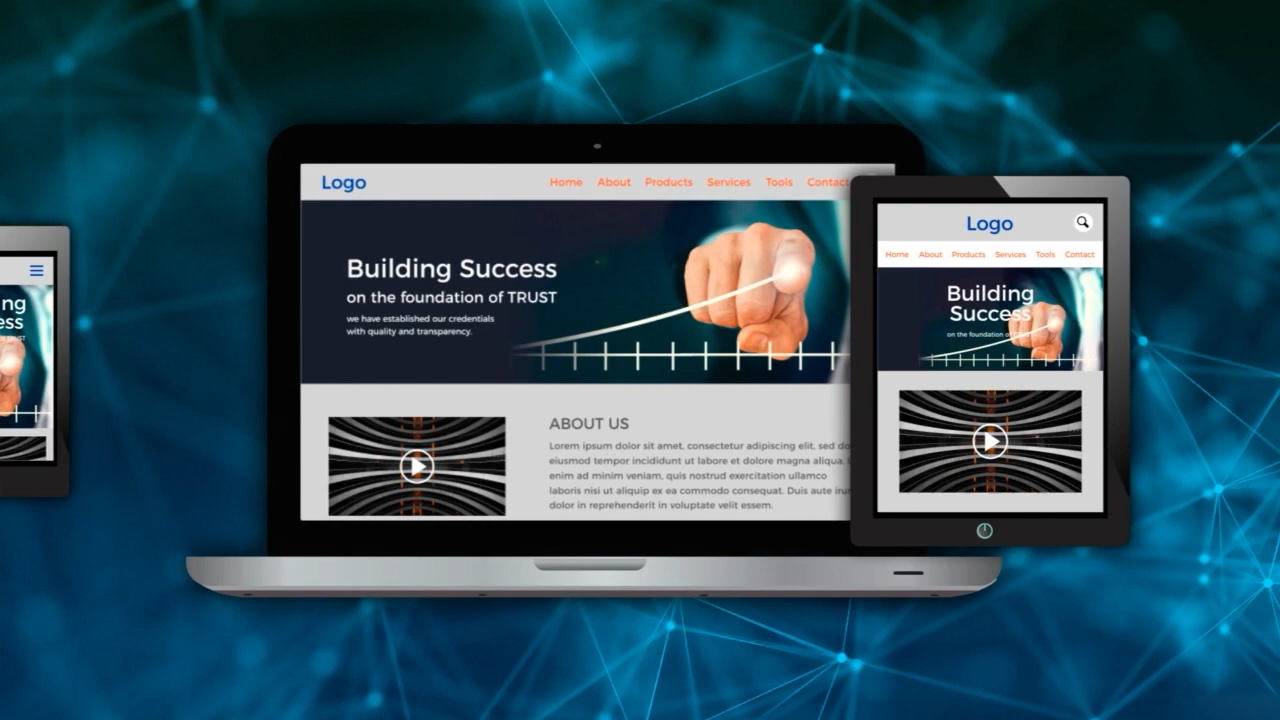 Logo
Home About Products Services Tools Contact
Building Success
on the foundation of TRUST
we have established our credentials
with quality and transparency.
ABOUT US
Lorem ipsum dolor sit amet, consectetur adipiscing elit, sed do
eiusmod tempor incididunt ut labore et dolore magna aliqua.
enim ad minim veniam, quis nostrud exercitation ullamco
laboris nisi ut aliquip ex ea commodo consequat. Duis aute
dolor in reprehenderit in voluptate velit essem.
Logo
Home About Products Services Tools Contact
Building
Success
on the foundation of